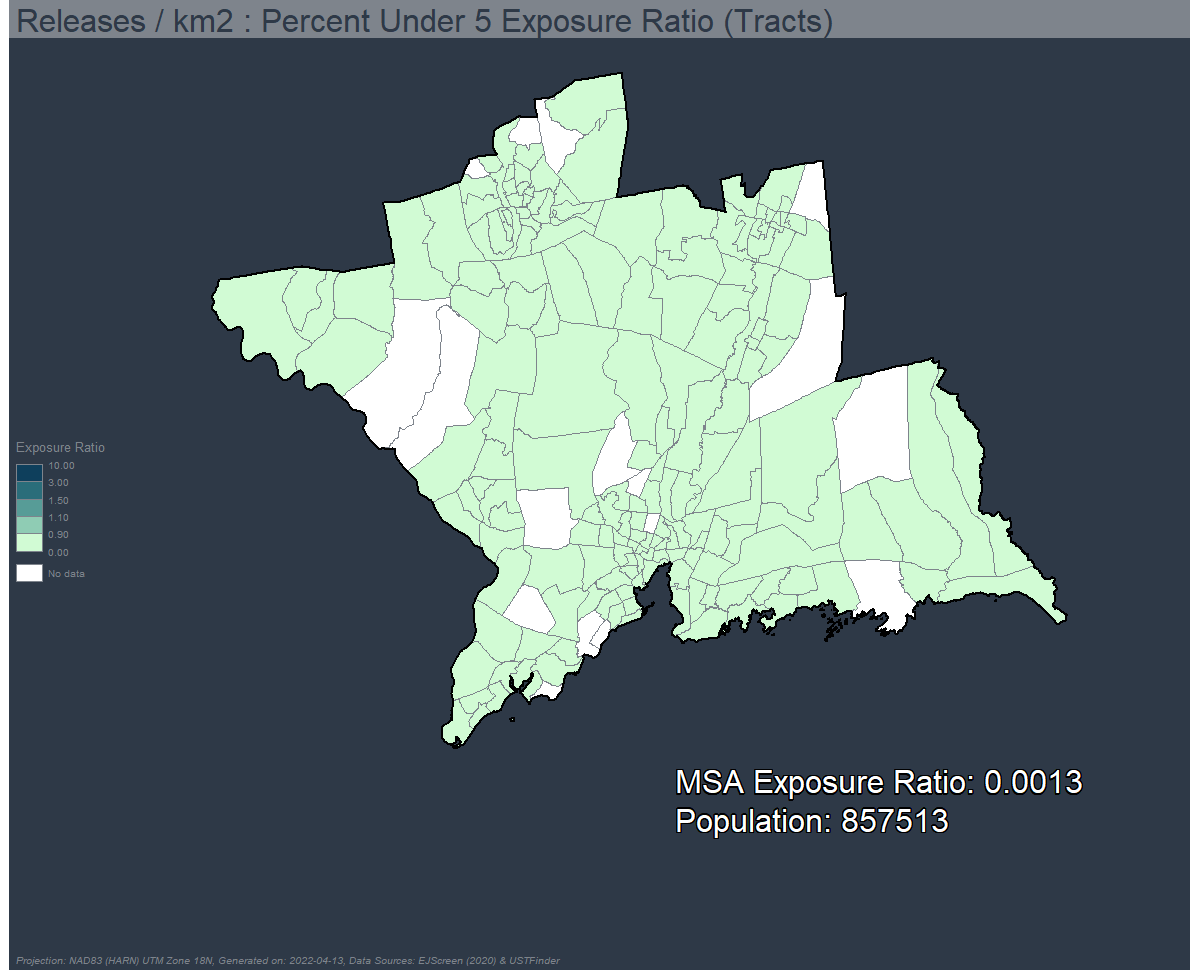 Releases / km2 : Percent Under 5 Exposure Ratio (Tracts)
Exposure Ratio
10.00
3.00
1.50
1.10
0.90
0.00
No data
MSA Exposure Ratio: 0.0013
Population: 857513
Projection: NAD83 (HARN) UTM Zone 18N, Generated on: 2022-04-13, Data Sources: EJScreen (2020) & USTFinder